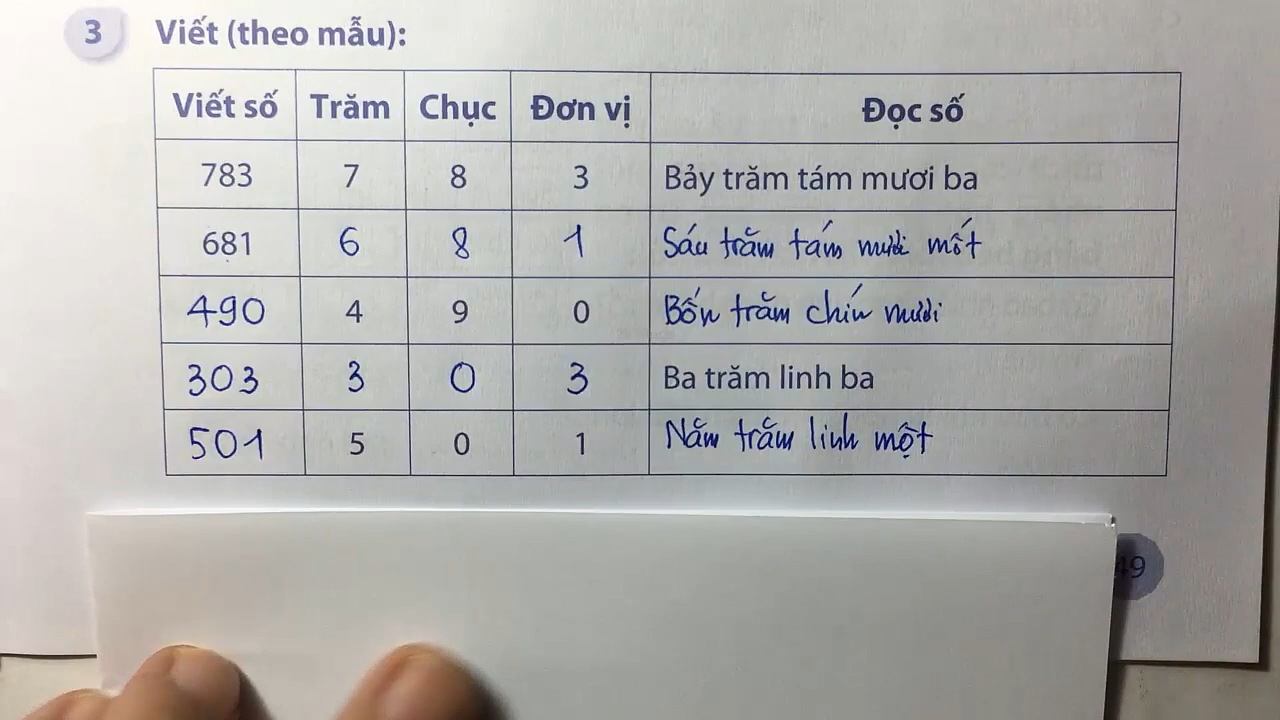 3 Viết (theo mẫu):
Viết số Trăm Chục Đơn vị Đọc số
783 7 8 3 Bảy trăm tám mươi ba
681 6 8 1 Sáu trăm tám mươi mốt
490 4 9 0 Bốn trăm chín mươi
303 3 0 3 Ba trăm linh ba
501 5 0 1 Năm trăm linh một
49